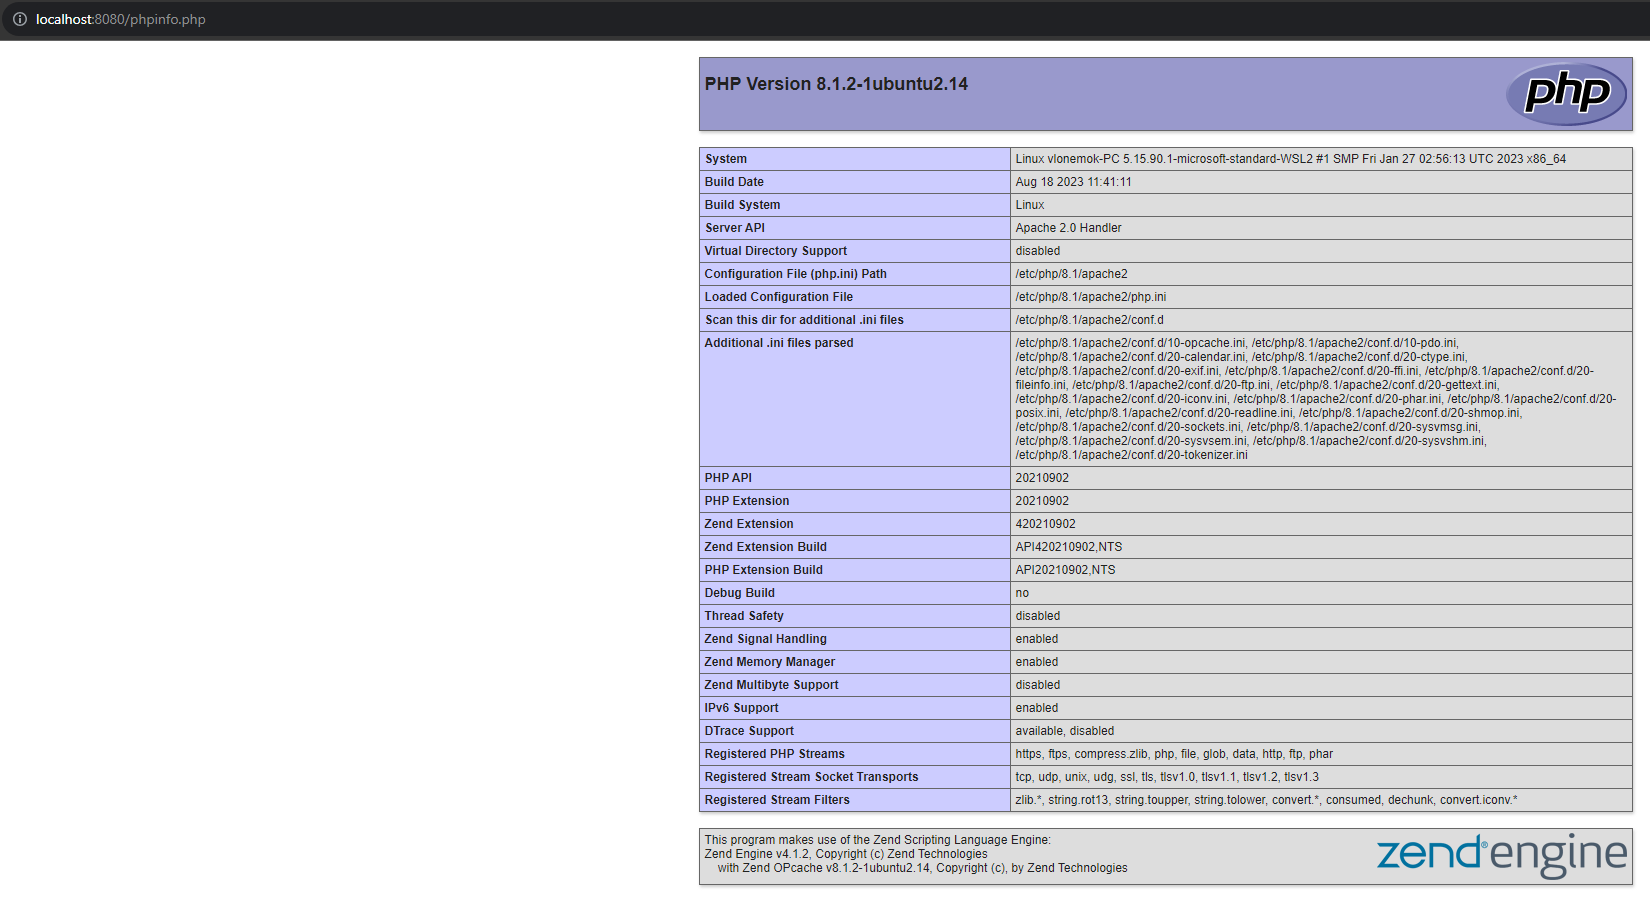 localhost:8080/phpinfo.php
PHP Version 8.1.2-1ubuntu2.14
php
System Linux vlonemok-PC 5.15.90.1-microsoft-standard-WSL2 #1 SMP Fri Jan 27 02:56:13 UTC 2023 x86_64
Build Date Aug 18 2023 11:41:11
Build System Linux
Server API Apache 2.0 Handler
Virtual Directory Support disabled
Configuration File (php.ini) Path /etc/php/8.1/apache2
Loaded Configuration File /etc/php/8.1/apache2/php.ini
Scan this dir for additional .ini files /etc/php/8.1/apache2/conf.d
Additional .ini files parsed /etc/php/8.1/apache2/conf.d/10-opcache.ini, /etc/php/8.1/apache2/conf.d/10-pdo.ini,
/etc/php/8.1/apache2/conf.d/20-calendar.ini, /etc/php/8.1/apache2/conf.d/20-ctype.ini,
/etc/php/8.1/apache2/conf.d/20-exif.ini, /etc/php/8.1/apache2/conf.d/20-ffi.ini, /etc/php/8.1/apache2/conf.d/20-
fileinfo.ini, /etc/php/8.1/apache2/conf.d/20-ftp.ini, /etc/php/8.1/apache2/conf.d/20-gettext.ini,
/etc/php/8.1/apache2/conf.d/20-iconv.ini, /etc/php/8.1/apache2/conf.d/20-phar.ini, /etc/php/8.1/apache2/conf.d/20-
posix.ini, /etc/php/8.1/apache2/conf.d/20-readline.ini, /etc/php/8.1/apache2/conf.d/20-shmop.ini,
/etc/php/8.1/apache2/conf.d/20-sockets.ini, /etc/php/8.1/apache2/conf.d/20-sysvmsg.ini,
/etc/php/8.1/apache2/conf.d/20-sysvsem.ini, /etc/php/8.1/apache2/conf.d/20-sysvshm.ini,
/etc/php/8.1/apache2/conf.d/20-tokenizer.ini
PHP API 20210902
PHP Extension 20210902
Zend Extension 420210902
Zend Extension Build API420210902,NTS
PHP Extension Build API20210902,NTS
Debug Build no
Thread Safety disabled
Zend Signal Handling enabled
Zend Memory Manager enabled
Zend Multibyte Support disabled
IPv6 Support enabled
DTrace Support available, disabled
Registered PHP Streams https, ftps, compress.zlib, php, file, glob, data, http, ftp, phar
Registered Stream Socket Transports tcp, udp, unix, udg, ssl, tls, tlsv1.0, tlsv1.1, tlsv1.2, tlsv1.3
Registered Stream Filters zlib.*, string.rot13, string.toupper, string.tolower, convert.*, consumed, dechunk, convert.iconv.*
This program makes use of the Zend Scripting Language Engine:
Zend Engine v4.1.2, Copyright (c) Zend Technologies
with Zend OPcache v8.1.2-1ubuntu2.14, Copyright (c), by Zend Technologies
zend®engine